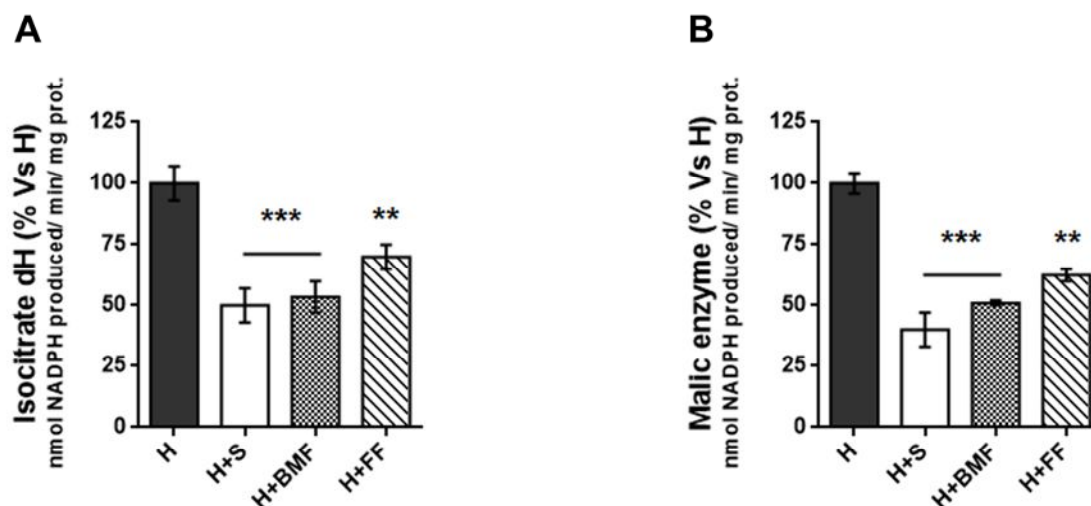 A
Isocitrate dH (% Vs H)
nmol NADPH produced/ min/ mg prot.
125
100
75
50
25
0
***
**
H
H+S
H+BMF
H+FF
B
Malic enzyme (% Vs H)
nmol NADPH produced/ min/ mg prot.
125
100
75
50
25
0
***
**
H
H+S
H+BMF
H+FF